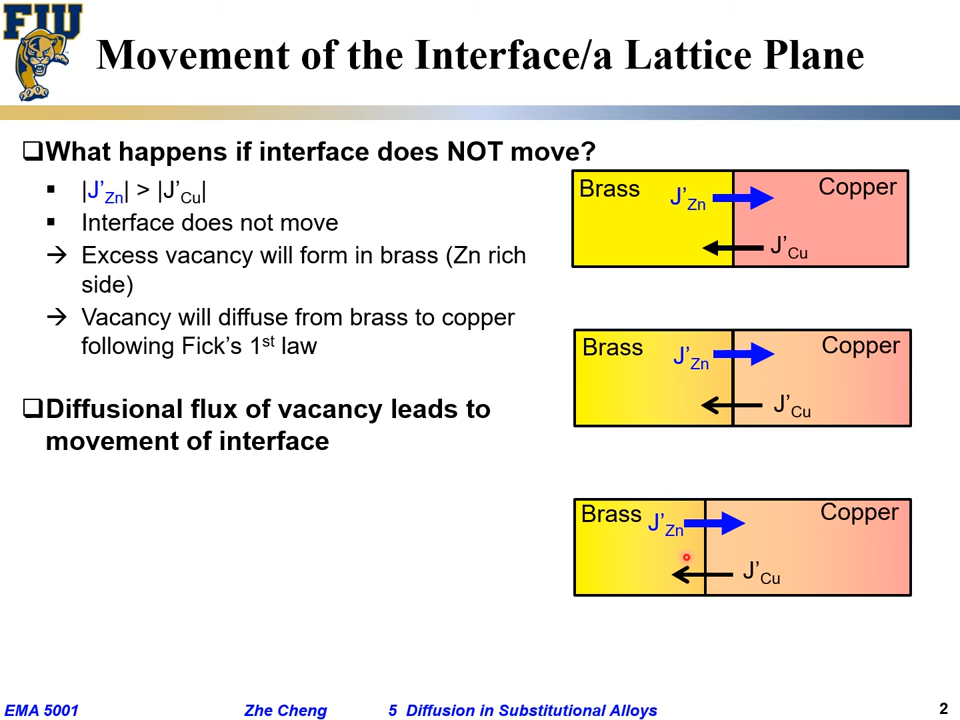 FIU
Movement of the Interface/a Lattice Plane
❑What happens if interface does NOT move?
▪ |J’Zn| > |J’Cu|
▪ Interface does not move
→ Excess vacancy will form in brass (Zn rich
side)
→ Vacancy will diffuse from brass to copper
following Fick’s 1st law
❑Diffusional flux of vacancy leads to
movement of interface
Brass J’Zn Copper
J’Cu
Brass J’Zn Copper
J’Cu
Brass J’Zn Copper
J’Cu
EMA 5001 Zhe Cheng 5 Diffusion in Substitutional Alloys 2